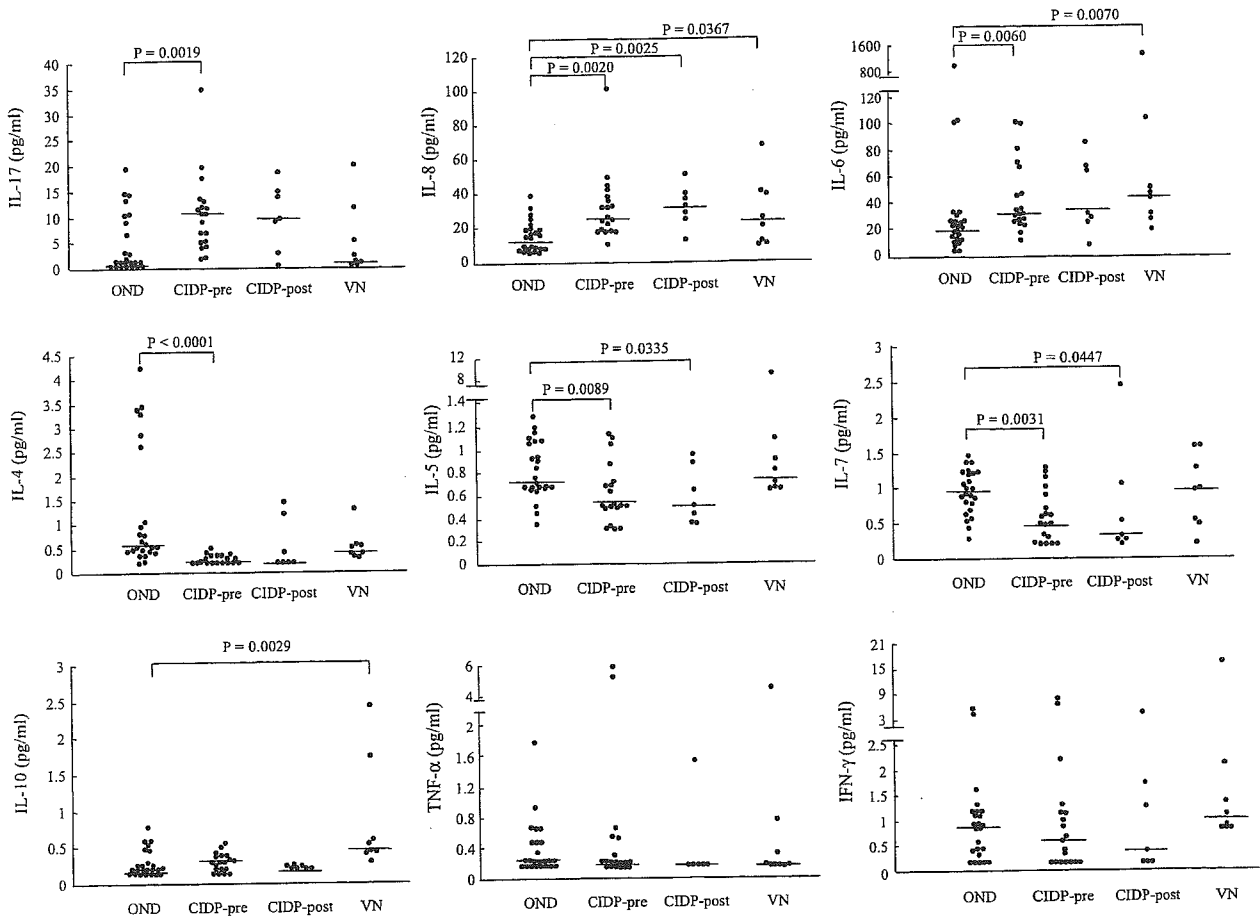 P = 0.0019
IL-17 (pg/ml)
40
35
30
25
20
15
10
5
0
OND CIDP-pre CIDP-post VN
P = 0.0367
P = 0.0025
P = 0.0020
IL-8 (pg/ml)
120
100
80
60
40
20
0
OND CIDP-pre CIDP-post VN
P = 0.0070
P = 0.0060
IL-6 (pg/ml)
1600
800
120
100
80
60
40
20
0
OND CIDP-pre CIDP-post VN
P < 0.0001
IL-4 (pg/ml)
4.5
4
3.5
3
2.5
2
1.5
1
0.5
0
OND CIDP-pre CIDP-post VN
P = 0.0335
P = 0.0089
IL-5 (pg/ml)
12
8
1.4
1.2
1
0.8
0.6
0.4
0.2
0
OND CIDP-pre CIDP-post VN
P = 0.0447
P = 0.0031
IL-7 (pg/ml)
3
2.5
2
1.5
1
0.5
0
OND CIDP-pre CIDP-post VN
P = 0.0029
IL-10 (pg/ml)
3
2.5
2
1.5
1
0.5
0
OND CIDP-pre CIDP-post VN
TNF-α (pg/ml)
6
4
2
1.6
1.2
0.8
0.4
0
OND CIDP-pre CIDP-post VN
IFN-γ (pg/ml)
21
15
9
3
2.5
2
1.5
1
0.5
0
OND CIDP-pre CIDP-post VN